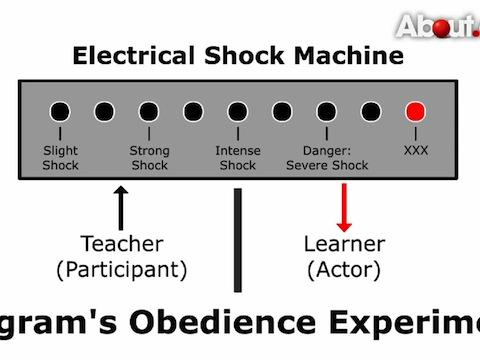 About.
Electrical Shock Machine
Slight
Shock
Strong
Shock
Intense
Shock
Danger:
Severe Shock
XXX
Teacher
(Participant)
Learner
(Actor)
gram's Obedience Experime